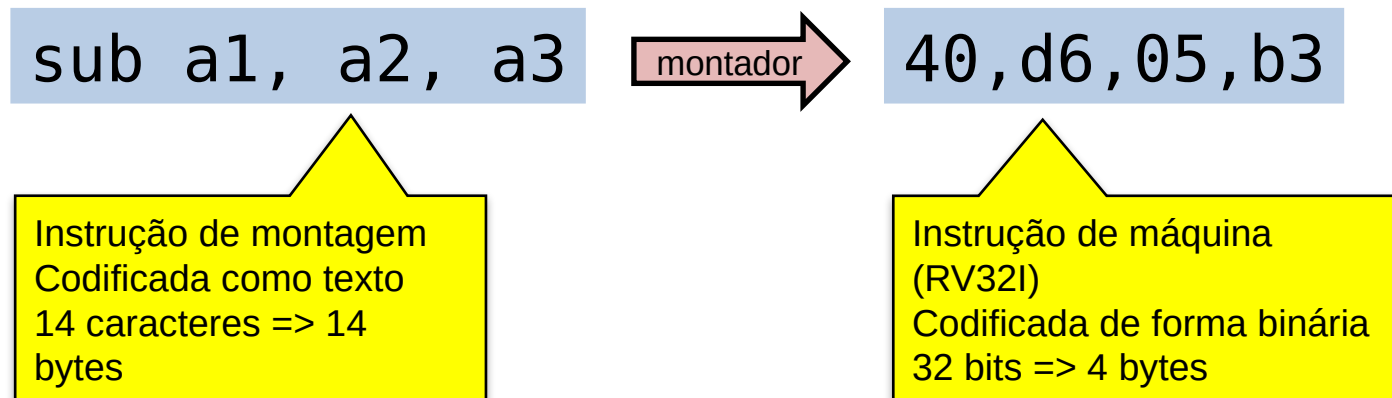 sub a1, a2, a3
montador
40,d6,05,b3
Instrução de montagem
Codificada como texto
14 caracteres => 14
bytes
Instrução de máquina
(RV32I)
Codificada de forma binária
32 bits => 4 bytes